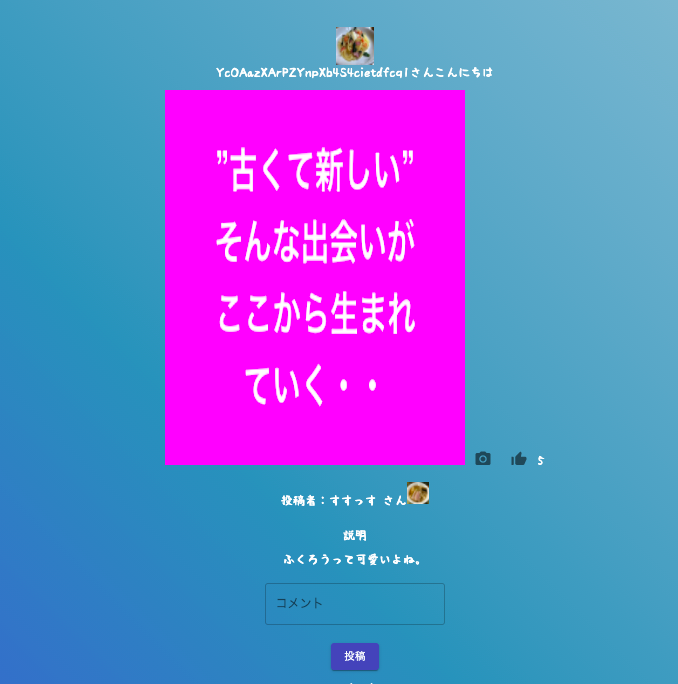 YcOAazXArPZYnpXb4S4cietdfcq1さんこんにちは
”古くて新しい”
そんな出会いが
ここから生まれ
ていく・・
5
投稿者：すすっす さん
説明
ふくろうって可愛いよね。
コメント
投稿